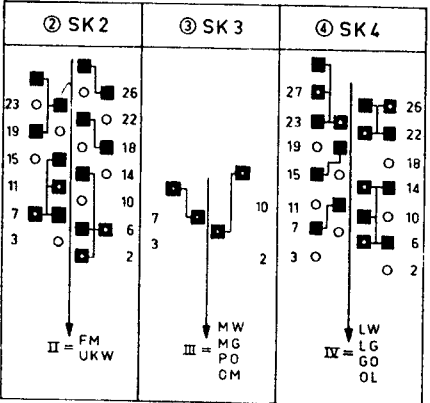 ② SK2
③ SK3
④ SK4
23
19
15
11
7
3
26
22
18
14
10
6
2
II = FM
UKW
7
3
10
2
III = MW
MG
PO
OM
27
23
19
15
11
7
3
26
22
18
14
10
6
2
IV = LW
LG
GO
OL